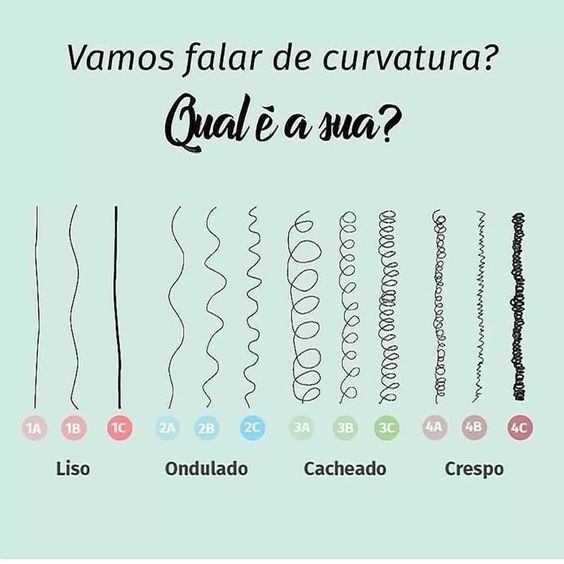 Vamos falar de curvatura?
Qual é a sua?
1A 1B 1C 2A 2B 2C 3A 3B 3C 4A 4B 4C
Liso Ondulado Cacheado Crespo